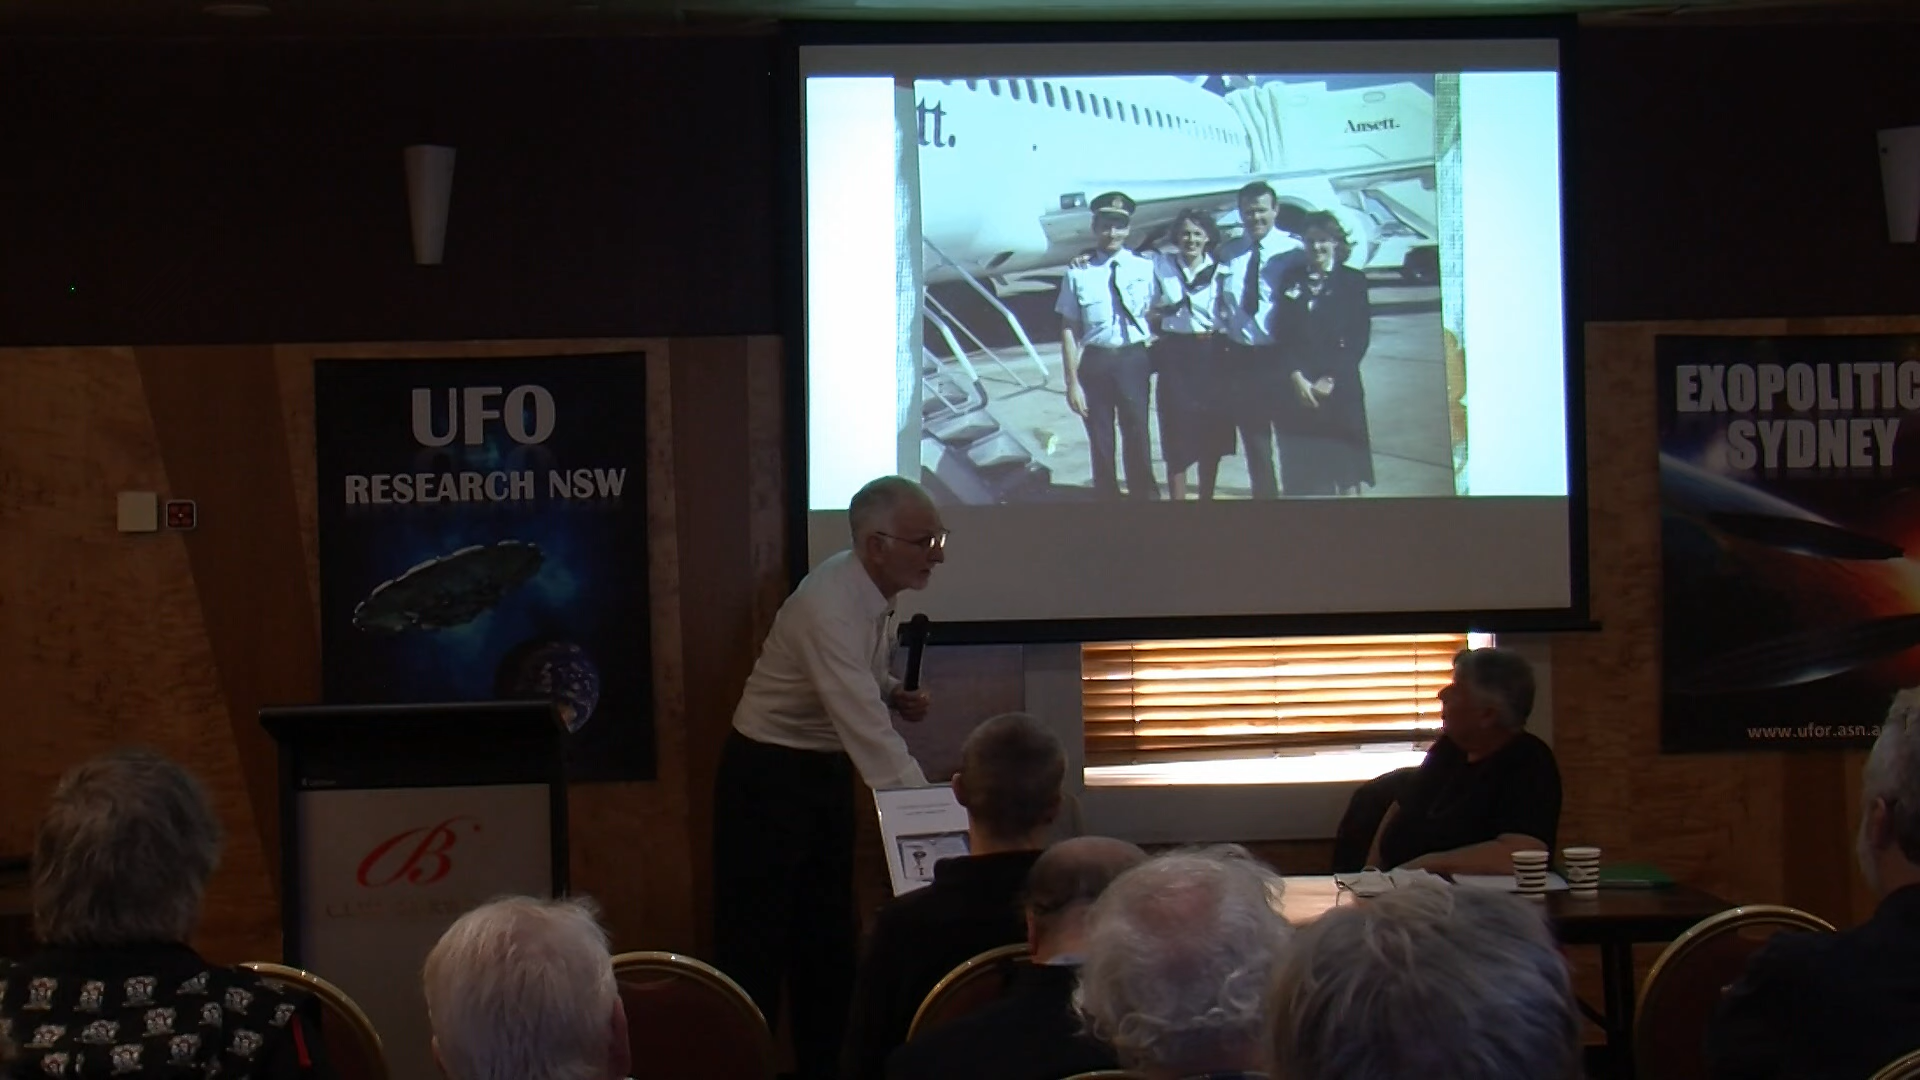 tt.
Ansett.
UFO
RESEARCH NSW
EXOPOLITIC
SYDNEY
www.ufor.asn.a
B